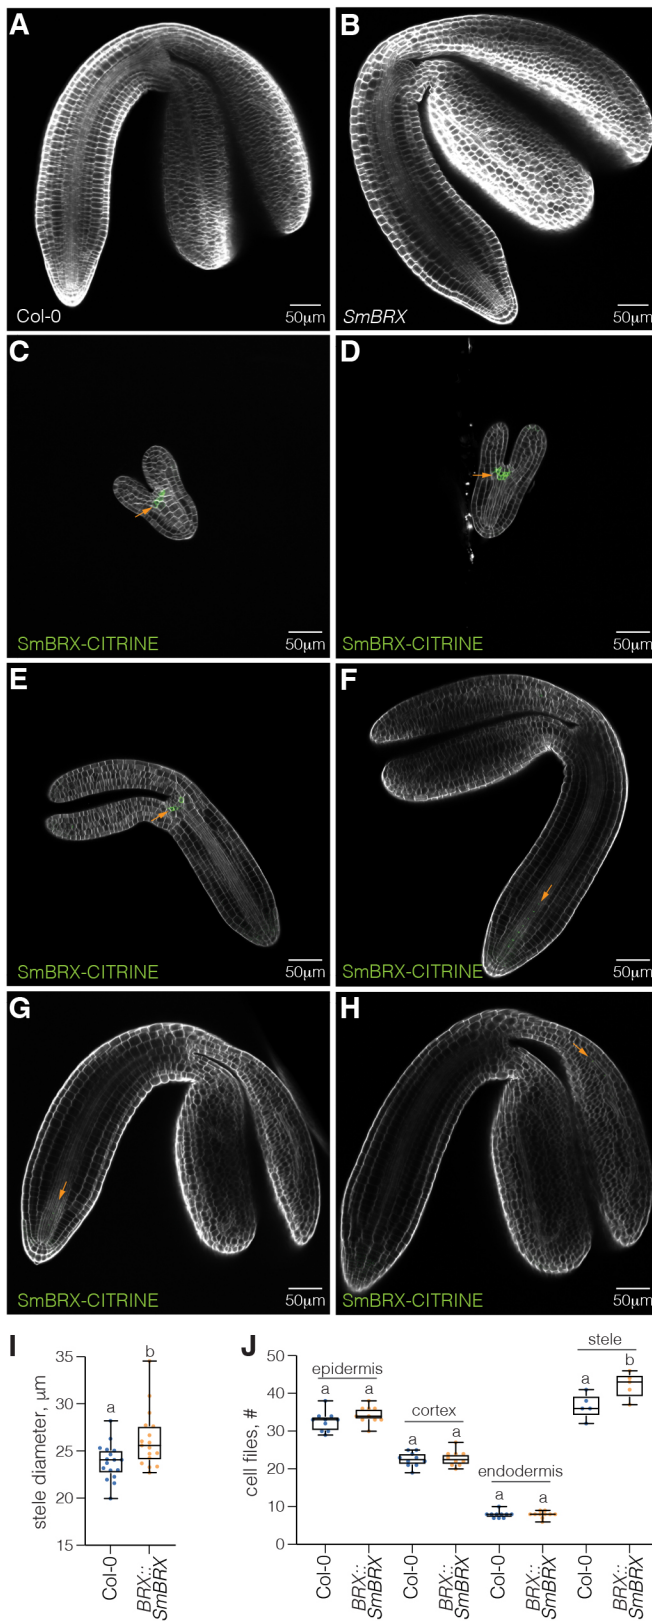 A
Col-0
50μm
B
SmBRX
50μm
C
SmBRX-CITRINE
50μm
D
SmBRX-CITRINE
50μm
E
SmBRX-CITRINE
50μm
F
SmBRX-CITRINE
50μm
G
SmBRX-CITRINE
50μm
H
SmBRX-CITRINE
50μm
I
stele diameter, μm
35
30
25
20
15
a
b
Col-0
BRX::
SmBRX
J
cell files, #
50
40
30
20
10
0
epidermis
a
a
cortex
a
a
endodermis
a
a
stele
a
b
Col-0
BRX::
SmBRX
Col-0
BRX::
SmBRX
Col-0
BRX::
SmBRX
Col-0
BRX::
SmBRX